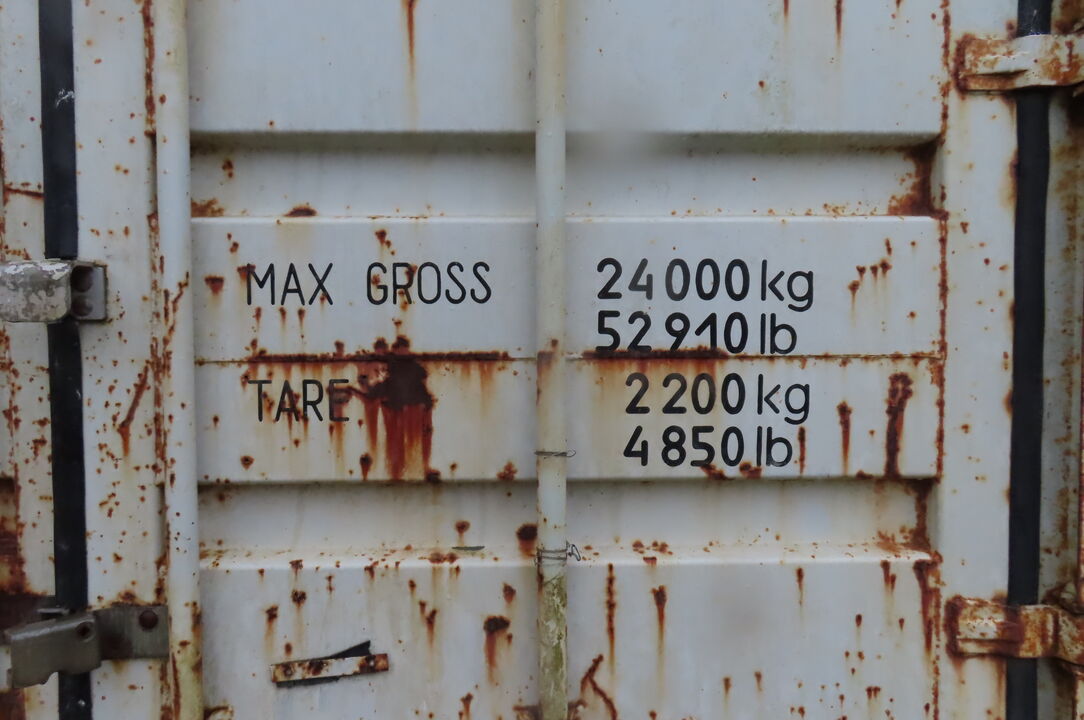 MAX GROSS 24000 kg
52910 lb
TARE 2200 kg
4850 lb